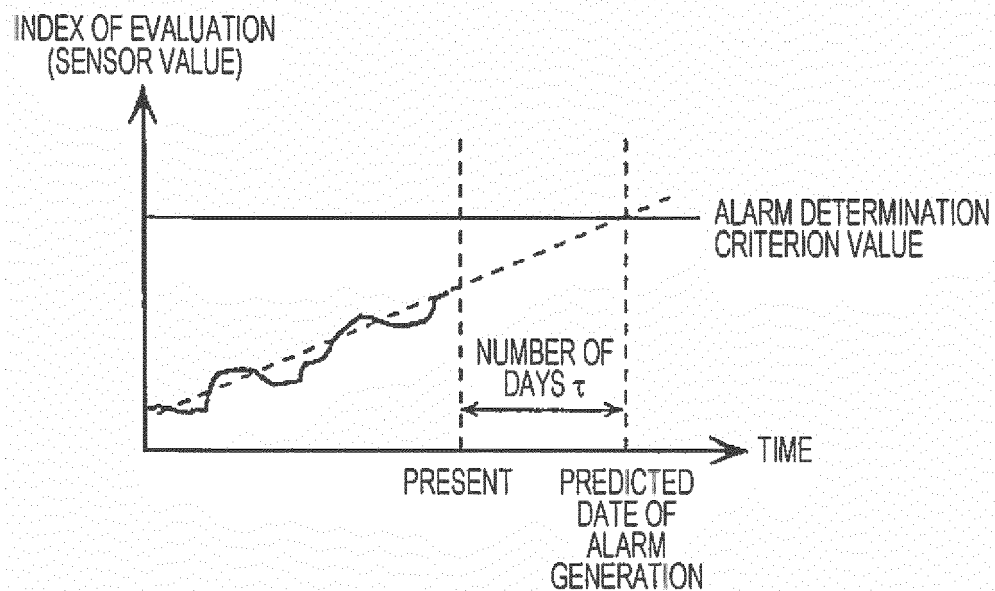 INDEX OF EVALUATION
(SENSOR VALUE)
ALARM DETERMINATION
CRITERION VALUE
NUMBER OF
DAYS τ
TIME
PRESENT
PREDICTED
DATE OF
ALARM
GENERATION